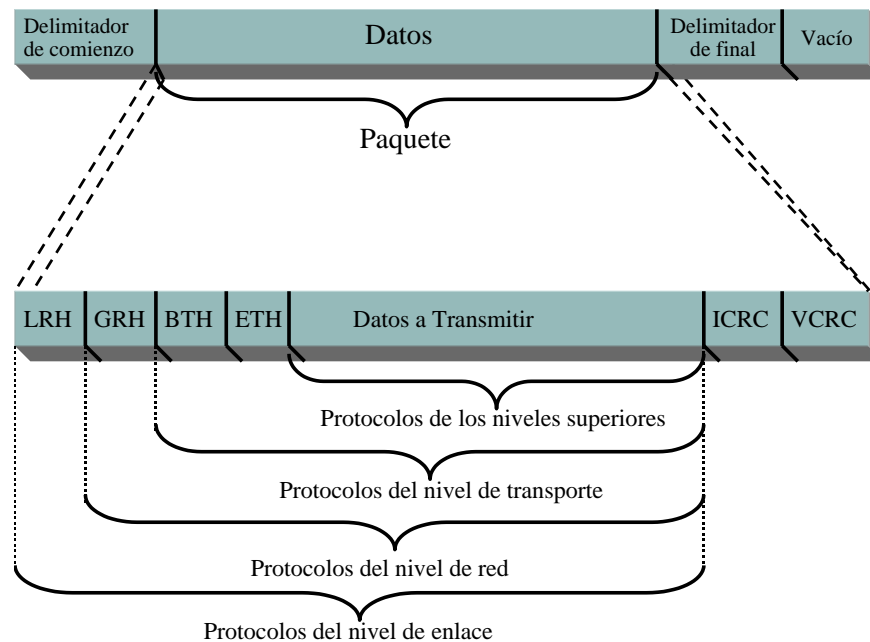 Delimitador
de comienzo
Datos
Delimitador
de final
Vacío
Paquete
LRH
GRH
BTH
ETH
Datos a Transmitir
ICRC
VCRC
Protocolos de los niveles superiores
Protocolos del nivel de transporte
Protocolos del nivel de red
Protocolos del nivel de enlace